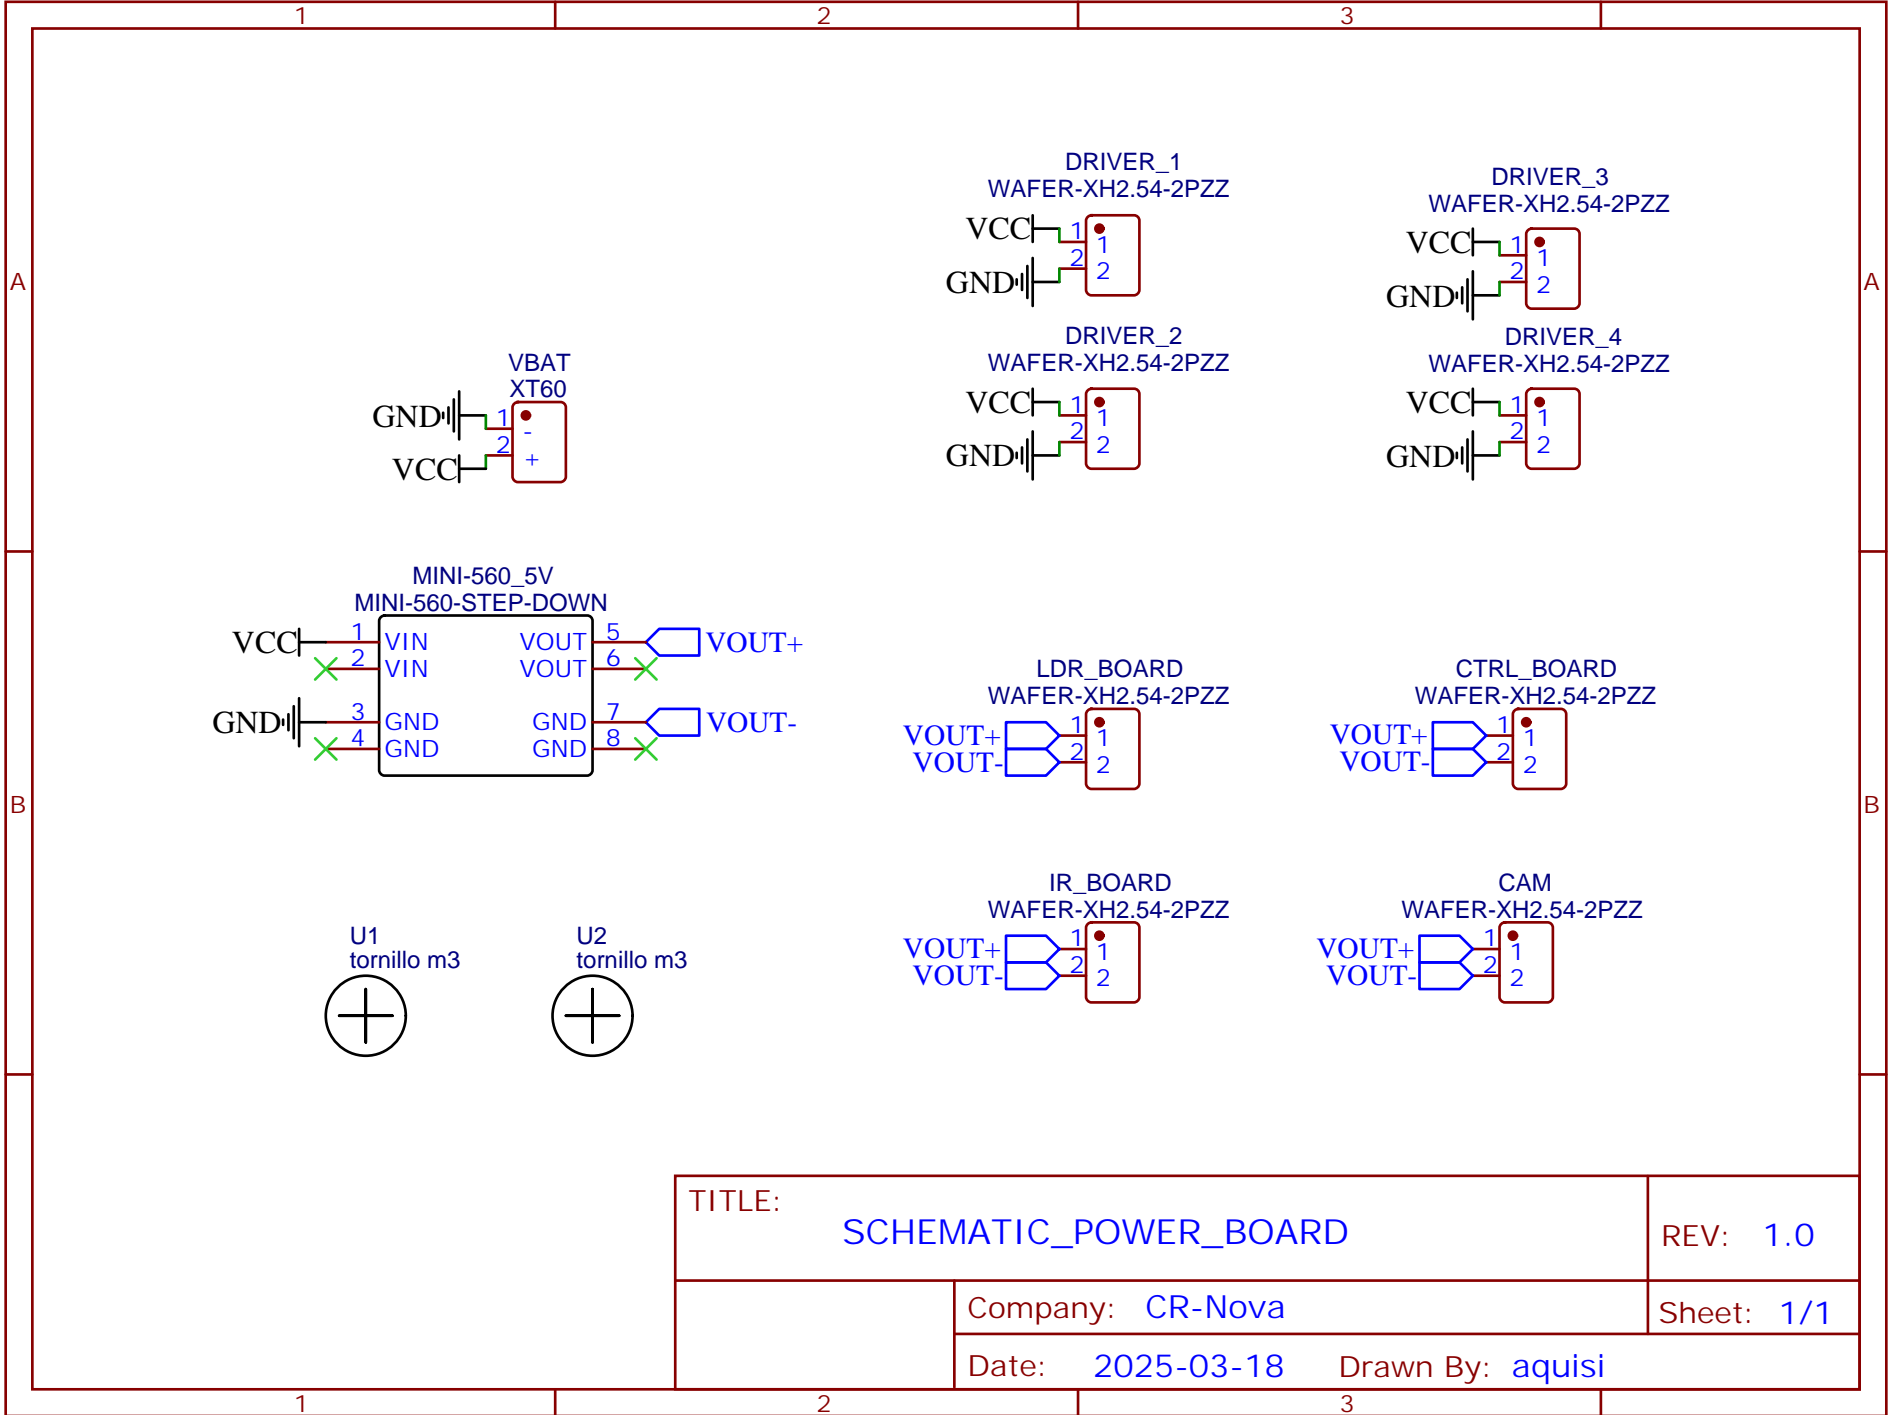 1 2 3
A A
B B
DRIVER_1
WAFER-XH2.54-2PZZ
VCC 1 1
GND 2 2
DRIVER_3
WAFER-XH2.54-2PZZ
VCC 1 1
GND 2 2
VBAT
XT60
GND 1 -
VCC 2 +
DRIVER_2
WAFER-XH2.54-2PZZ
VCC 1 1
GND 2 2
DRIVER_4
WAFER-XH2.54-2PZZ
VCC 1 1
GND 2 2
MINI-560_5V
MINI-560-STEP-DOWN
VCC 1 VIN VOUT 5 VOUT+
2 VIN VOUT 6
GND 3 GND GND 7 VOUT-
4 GND GND 8
LDR_BOARD
WAFER-XH2.54-2PZZ
VOUT+ 1 1
VOUT- 2 2
CTRL_BOARD
WAFER-XH2.54-2PZZ
VOUT+ 1 1
VOUT- 2 2
U1
tornillo m3
U2
tornillo m3
IR_BOARD
WAFER-XH2.54-2PZZ
VOUT+ 1 1
VOUT- 2 2
CAM
WAFER-XH2.54-2PZZ
VOUT+ 1 1
VOUT- 2 2
TITLE:
SCHEMATIC_POWER_BOARD
REV: 1.0
Company: CR-Nova
Sheet: 1/1
Date: 2025-03-18 Drawn By: aquisi
1 2 3